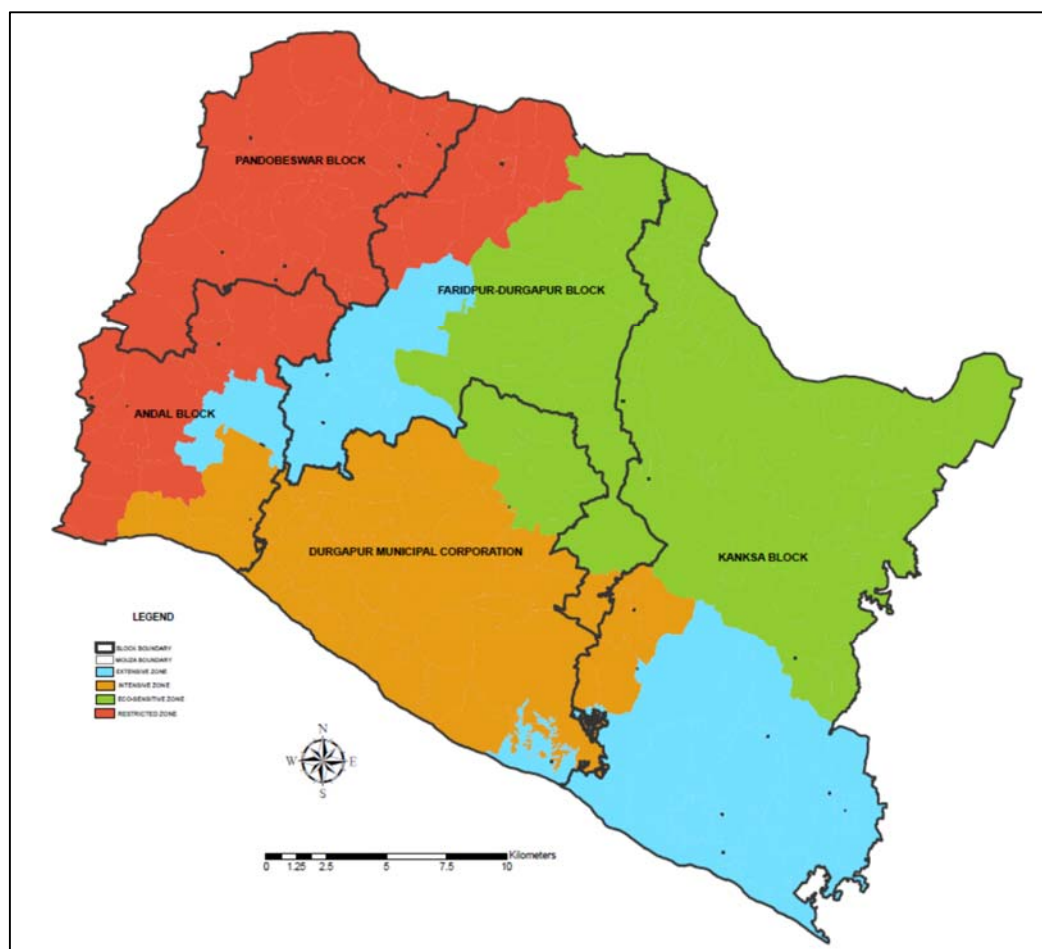 PANDOBESWAR BLOCK
FARIDPUR-DURGAPUR BLOCK
ANDAL BLOCK
DURGAPUR MUNICIPAL CORPORATION
KANKSA BLOCK
LEGEND
BLOCK BOUNDARY
MOUZA BOUNDARY
EXTENSIVE ZONE
INTENSIVE ZONE
ECO-SENSITIVE ZONE
RESTRICTED ZONE
N
W E
S
Kilometers
0 1.25 2.5 5 7.5 10